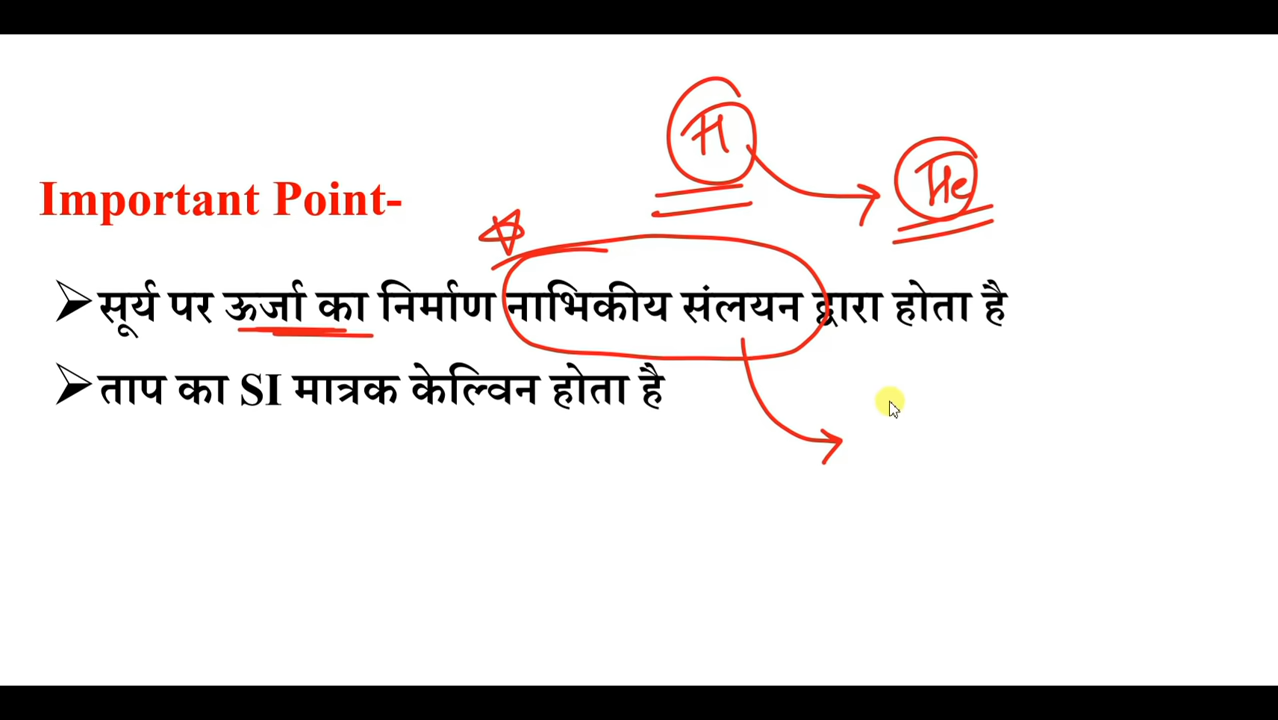 H
He
Important Point-
➤सूर्य पर ऊर्जा का निर्माण नाभिकीय संलयन द्वारा होता है
➤ताप का SI मात्रक केल्विन होता है